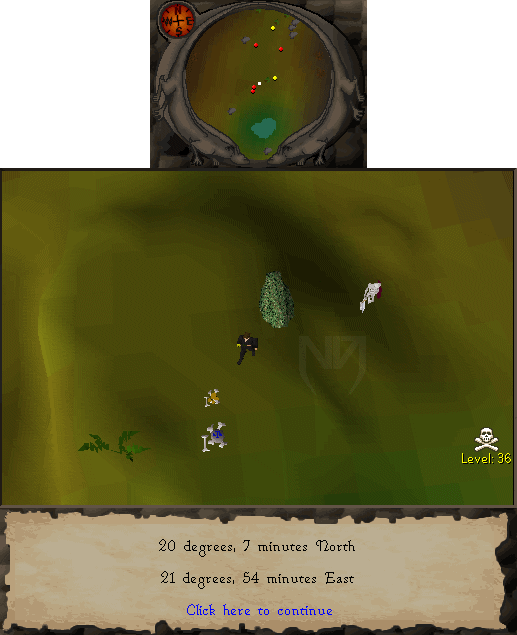 N
W E
S
Level: 36
20 degrees, 7 minutes North
21 degrees, 54 minutes East
Click here to continue